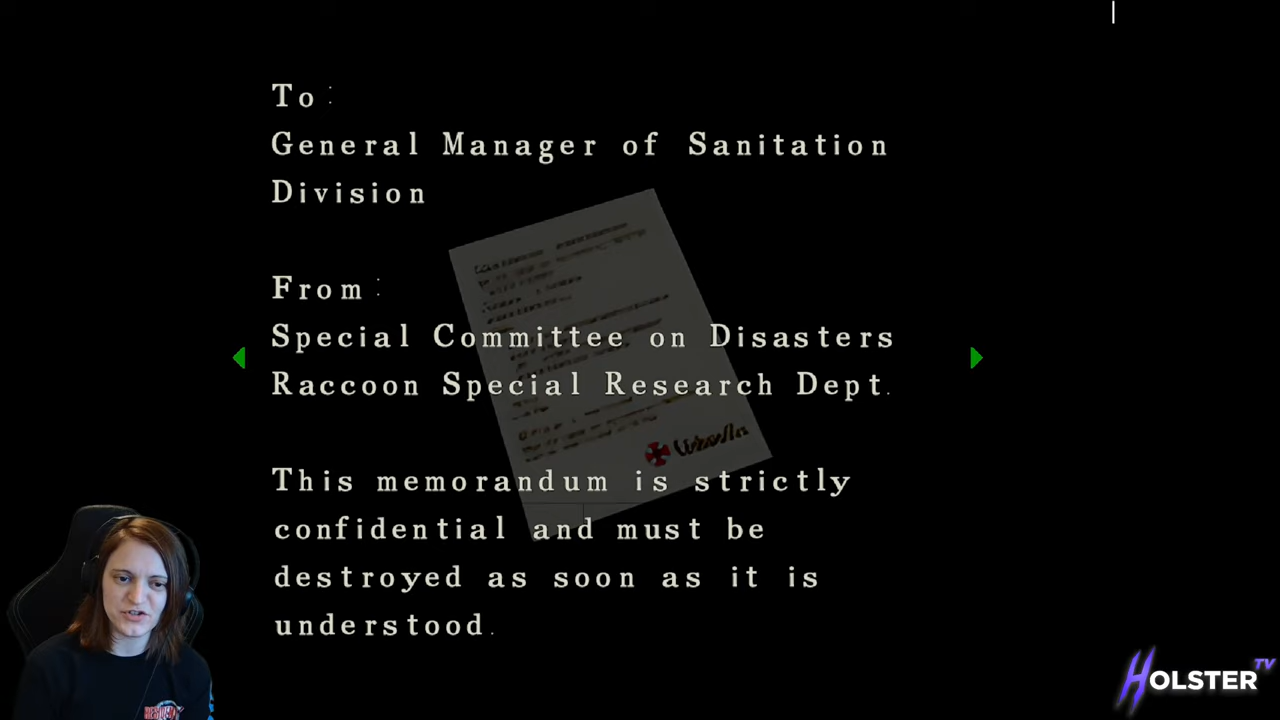 To:
General Manager of Sanitation
Division
From:
Special Committee on Disasters
Raccoon Special Research Dept.
This memorandum is strictly
confidential and must be
destroyed as soon as it is
understood.
HOLSTER TV